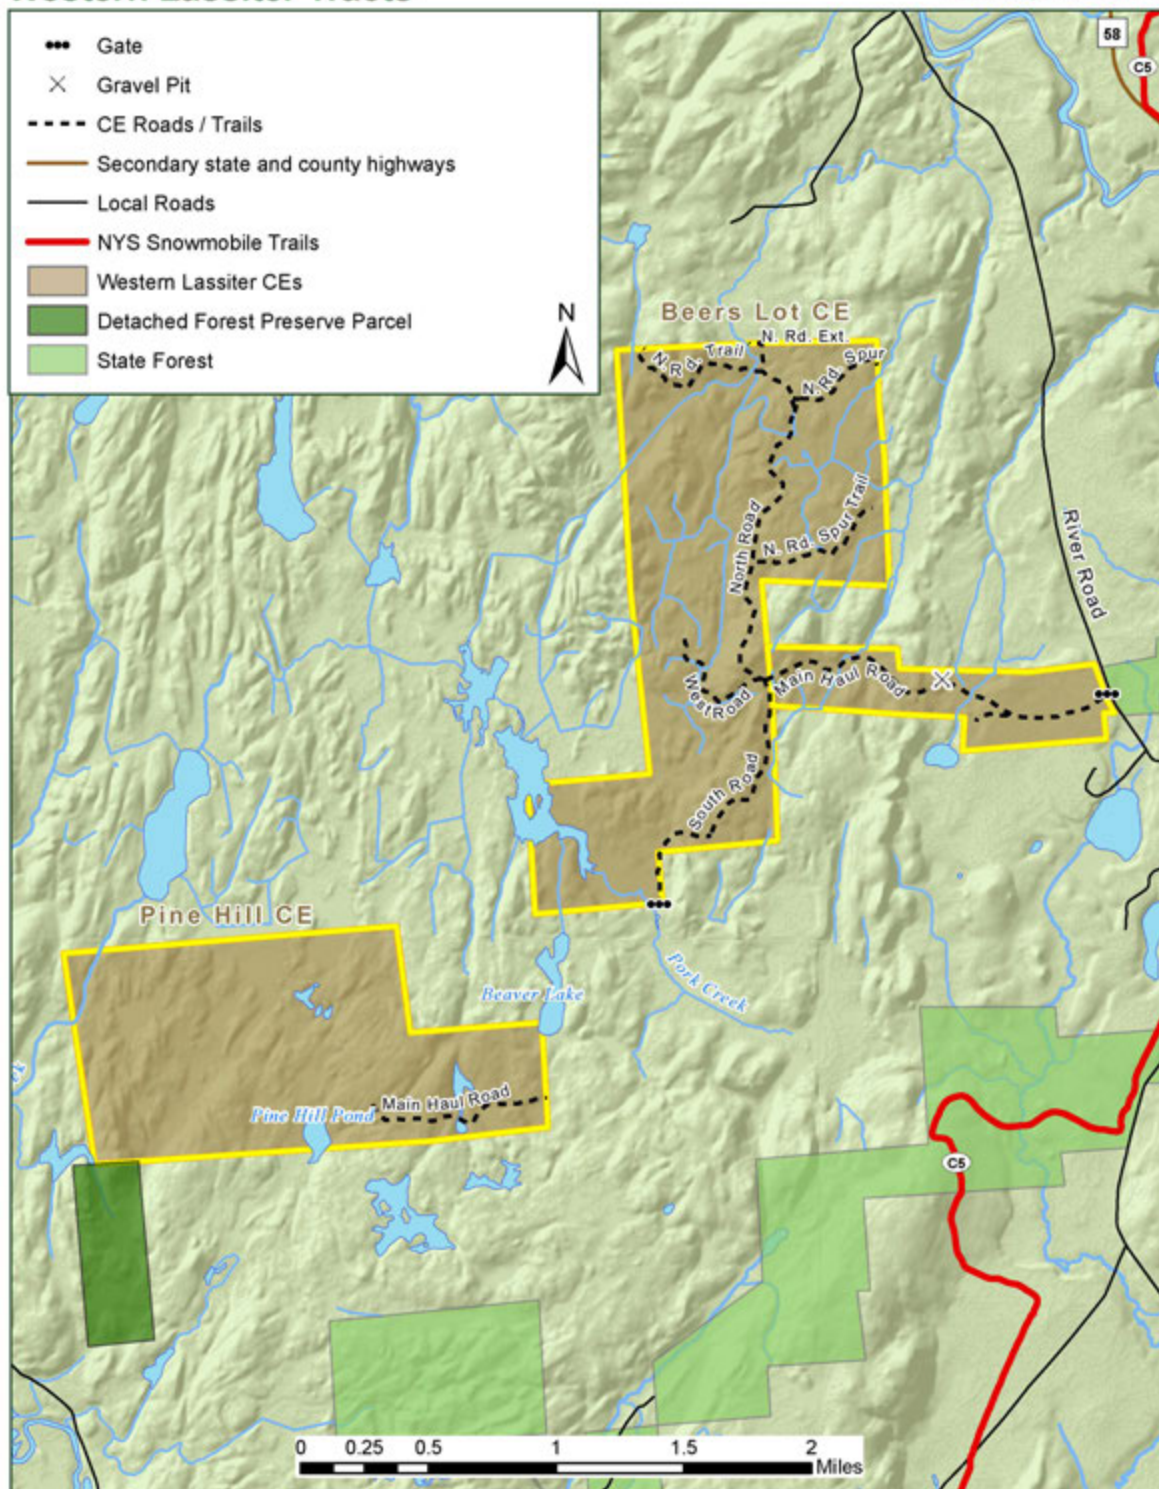 Western Lassiter Tracts
Gate
Gravel Pit
CE Roads / Trails
Secondary state and county highways
Local Roads
NYS Snowmobile Trails
Western Lassiter CEs
Detached Forest Preserve Parcel
State Forest
N
58
C5
Beers Lot CE
N. Rd. Ext.
N. Rd. Trail
N. Rd. Spur
North Road
N. Rd. Spur Trail
River Road
West Road
Main Haul Road
South Road
Pine Hill CE
Beaver Lake
Pork Creek
Main Haul Road
Pine Hill Pond
C5
0 0.25 0.5 1 1.5 2
Miles